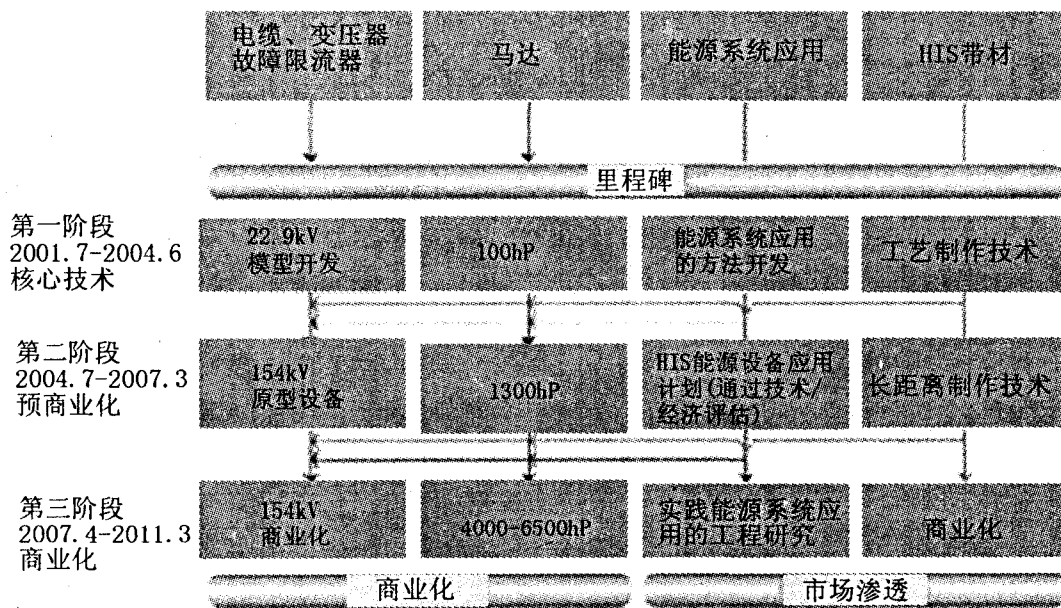 电缆、变压器
故障限流器
马达
能源系统应用
HIS带材
里程碑
第一阶段
2001.7-2004.6
核心技术
22.9kV
模型开发
100hP
能源系统应用
的方法开发
工艺制作技术
第二阶段
2004.7-2007.3
预商业化
154kV
原型设备
1300hP
HIS能源设备应用
计划(通过技术/
经济评估)
长距离制作技术
第三阶段
2007.4-2011.3
商业化
154kV
商业化
4000-6500hP
实践能源系统应
用的工程研究
商业化
商业化
市场渗透